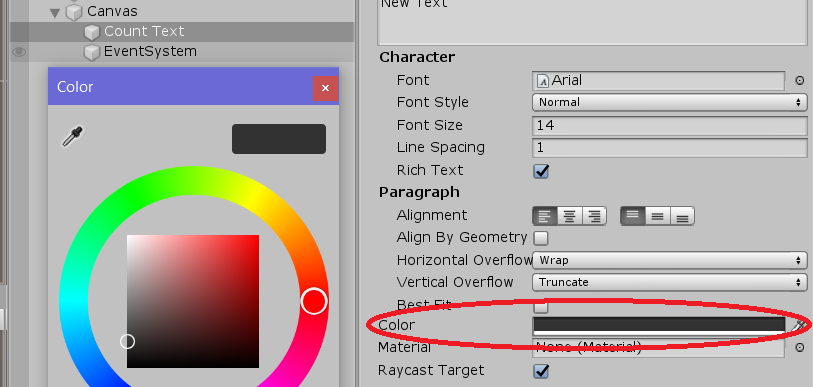 Canvas
Count Text
EventSystem
Color
×
New Text
Character
Font Arial
Font Style Normal
Font Size 14
Line Spacing 1
Rich Text
Paragraph
Alignment
Align By Geometry
Horizontal Overflow Wrap
Vertical Overflow Truncate
Best Fit
Color
Material None (Material)
Raycast Target